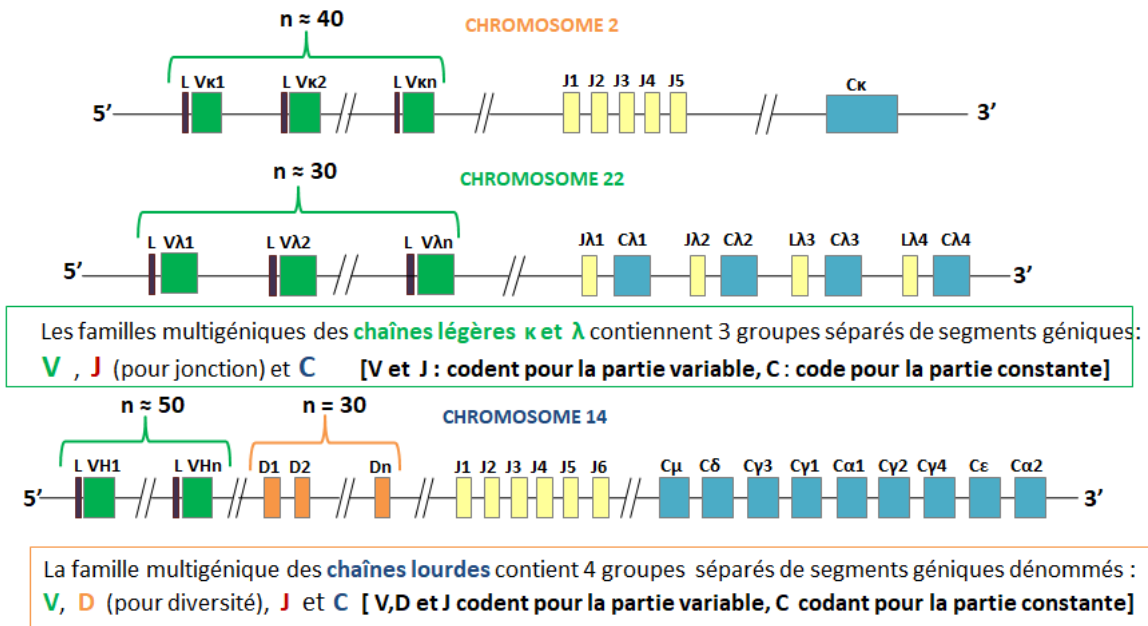 n ≈ 40
CHROMOSOME 2
L Vκ1 L Vκ2 L Vκn J1 J2 J3 J4 J5 Cκ
5’ 3’
n ≈ 30
CHROMOSOME 22
L Vλ1 L Vλ2 L Vλn Jλ1 Cλ1 Jλ2 Cλ2 Lλ3 Cλ3 Lλ4 Cλ4
5’ 3’
Les familles multigéniques des chaînes légères κ et λ contiennent 3 groupes séparés de segments géniques:
V , J (pour jonction) et C [V et J : codent pour la partie variable, C : code pour la partie constante]
n ≈ 50 n = 30
CHROMOSOME 14
L VH1 L VHn D1 D2 Dn J1 J2 J3 J4 J5 J6 Cμ Cδ Cγ3 Cγ1 Cα1 Cγ2 Cγ4 Cε Cα2
5’ 3’
La famille multigénique des chaînes lourdes contient 4 groupes séparés de segments géniques dénommés :
V, D (pour diversité), J et C [ V,D et J codent pour la partie variable, C codant pour la partie constante]